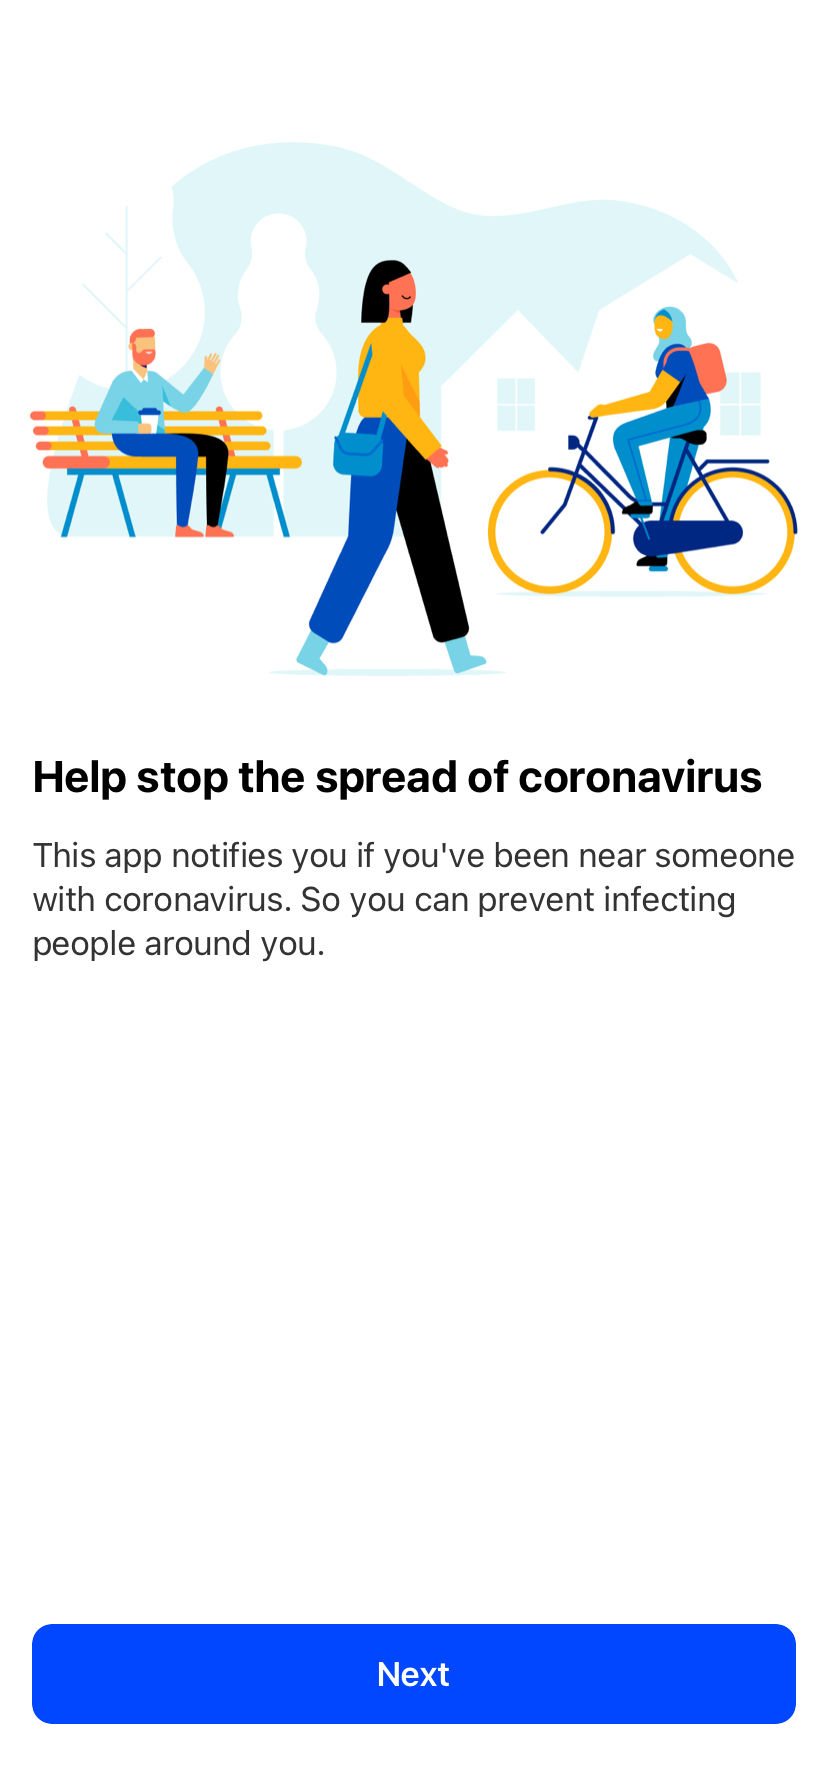 Help stop the spread of coronavirus
This app notifies you if you've been near someone
with coronavirus. So you can prevent infecting
people around you.
Next